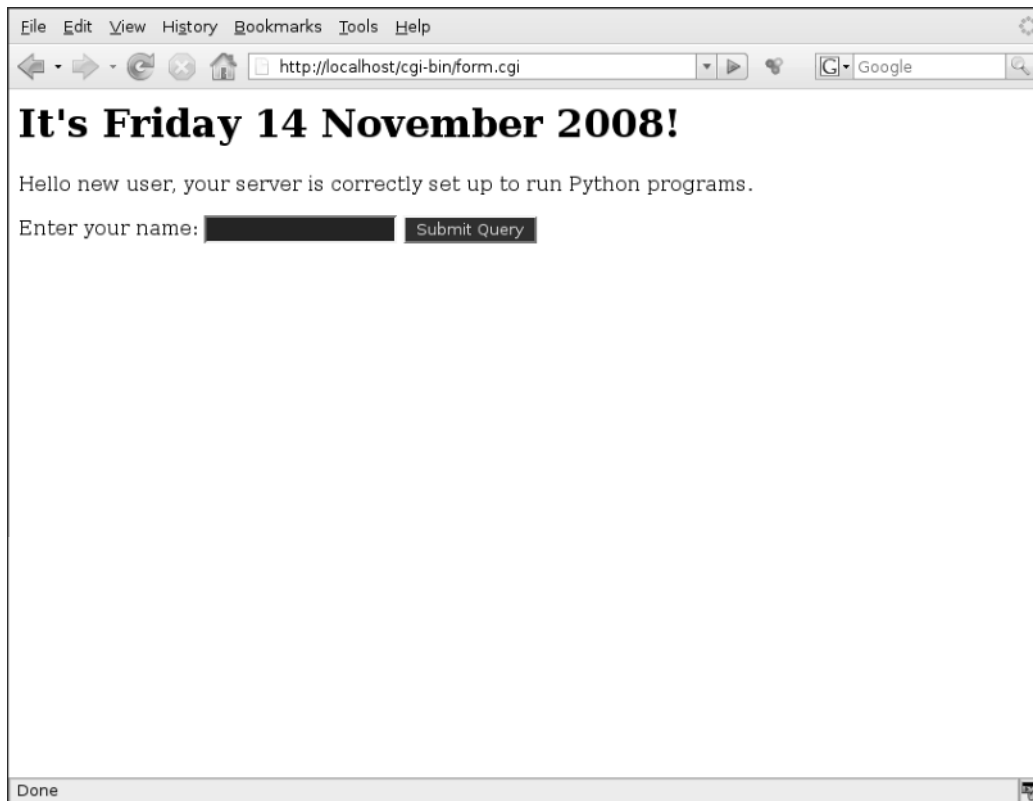 File Edit View History Bookmarks Tools Help
http://localhost/cgi-bin/form.cgi G Google
It's Friday 14 November 2008!
Hello new user, your server is correctly set up to run Python programs.
Enter your name: Submit Query
Done